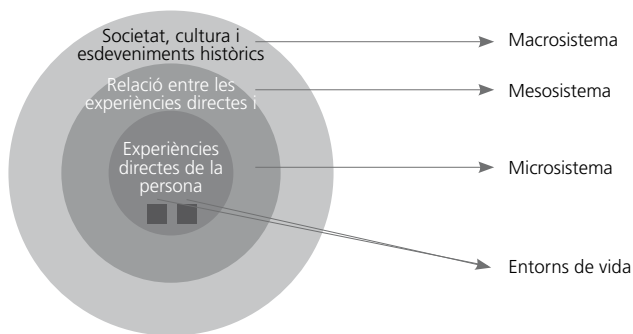 Societat, cultura i
esdeveniments històrics
Macrosistema
Relació entre les
experiències directes i
Mesosistema
Experiències
directes de la
persona
Microsistema
Entorns de vida